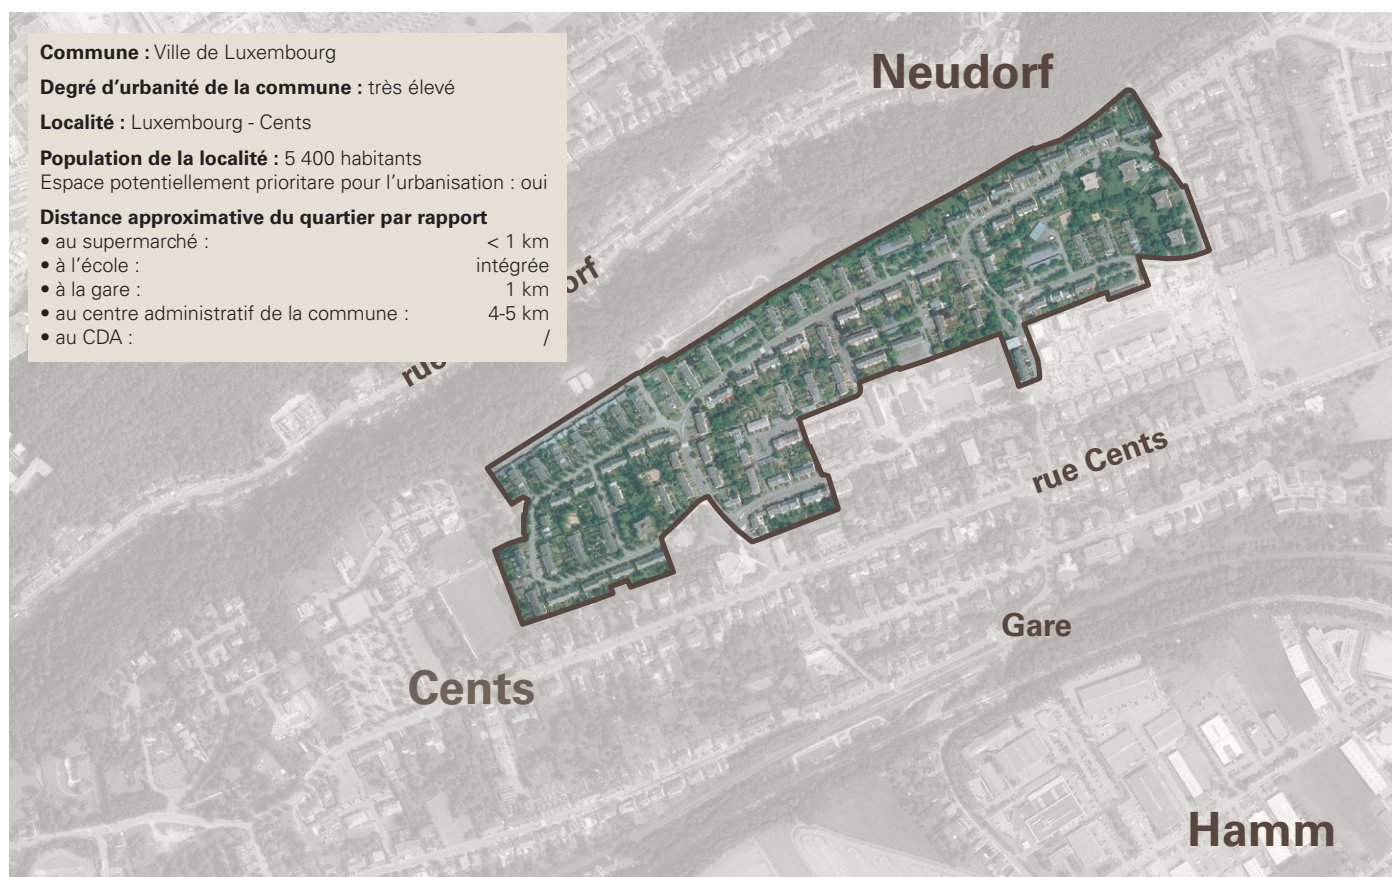 Commune : Ville de Luxembourg
Degré d'urbanité de la commune : très élevé
Localité : Luxembourg - Cents
Population de la localité : 5 400 habitants
Espace potentiellement prioritare pour l'urbanisation : oui
Distance approximative du quartier par rapport
• au supermarché : < 1 km
• à l'école : intégrée
• à la gare : 1 km
• au centre administratif de la commune : 4-5 km
• au CDA : /
Neudorf
rue
orf
rue Cents
Gare
Cents
Hamm